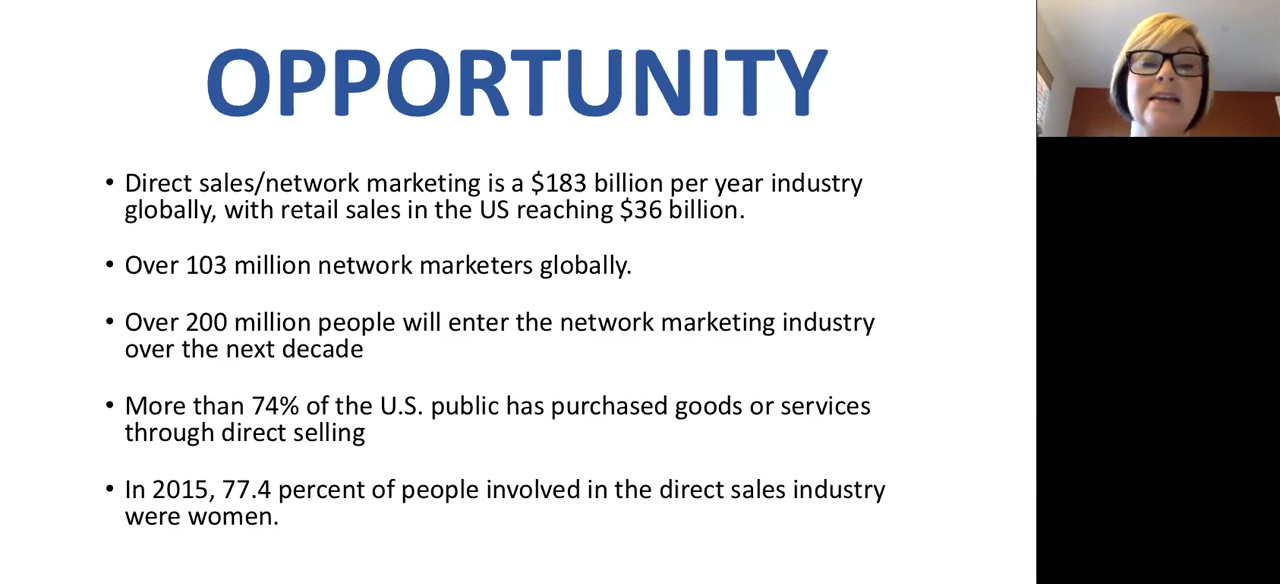 OPPORTUNITY
• Direct sales/network marketing is a $183 billion per year industry
globally, with retail sales in the US reaching $36 billion.
• Over 103 million network marketers globally.
• Over 200 million people will enter the network marketing industry
over the next decade
• More than 74% of the U.S. public has purchased goods or services
through direct selling
• In 2015, 77.4 percent of people involved in the direct sales industry
were women.